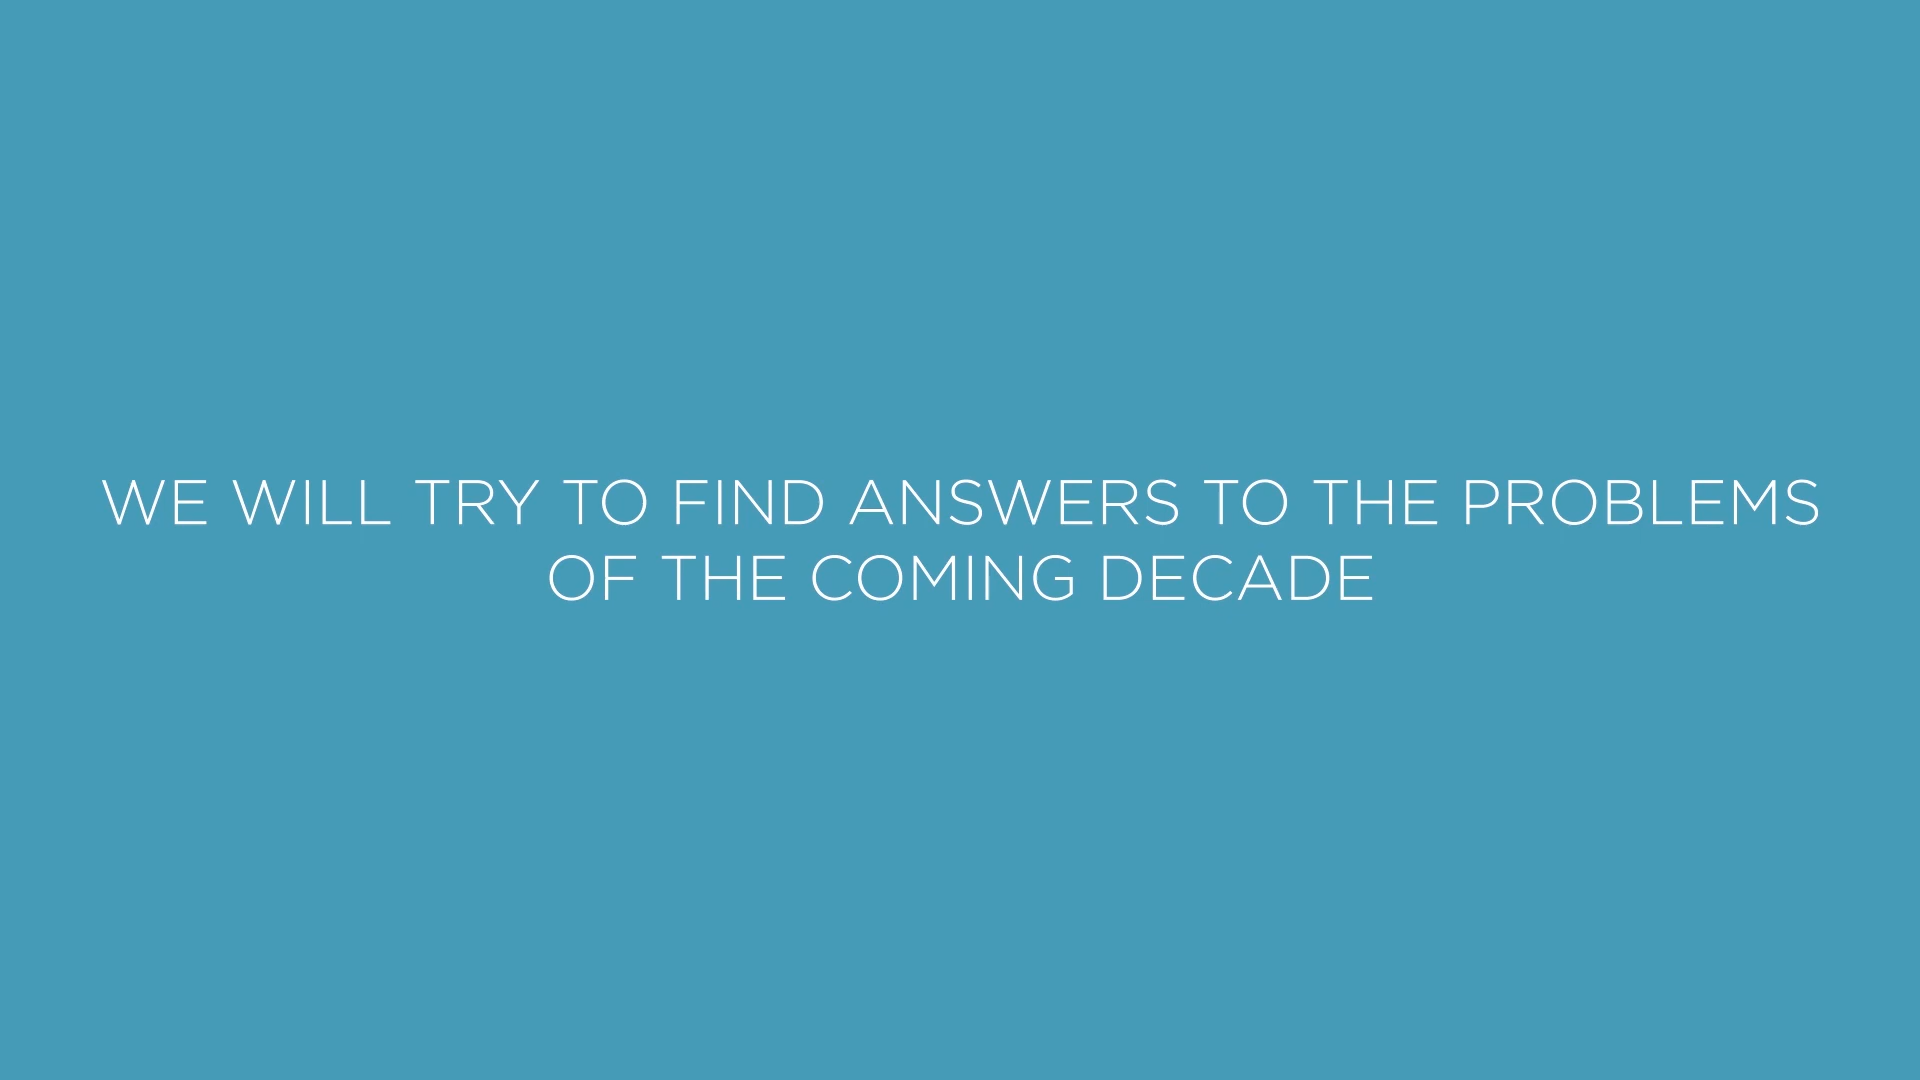 WE WILL TRY TO FIND ANSWERS TO THE PROBLEMS
OF THE COMING DECADE